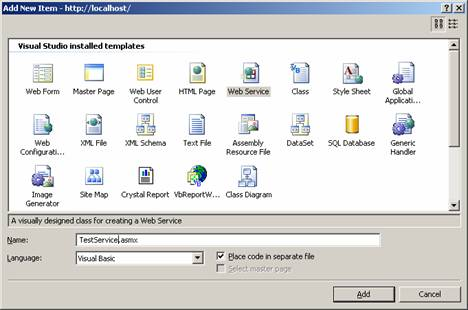 Add New Item - http://localhost/
Visual Studio installed templates
Web Form
Master Page
Web User Control
HTML Page
Web Service
Class
Style Sheet
Global Applicati...
Web Configurati...
XML File
XML Schema
Text File
Assembly Resource File
DataSet
SQL Database
Generic Handler
Image Generator
Site Map
Crystal Report
VbReportW...
Class Diagram
A visually designed class for creating a Web Service
Name:
TestService.asmx
Language:
Visual Basic
Place code in separate file
Select master page
Add
Cancel